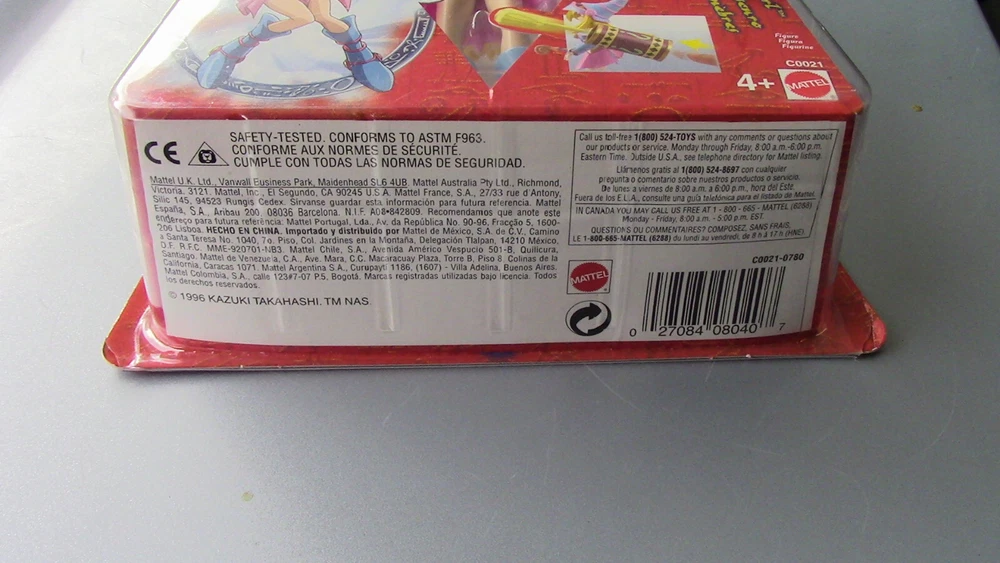 Figure
Figura
Figurine
C0021
4+
MATTEL
CE
SAFETY-TESTED. CONFORMS TO ASTM F963.
CONFORME AUX NORMES DE SÉCURITÉ.
CUMPLE CON TODAS LAS NORMAS DE SEGURIDAD.
Mattel U.K. Ltd., Vanwall Business Park, Maidenhead SL6 4UB. Mattel Australia Pty Ltd., Richmond,
Victoria. 3121. Mattel, Inc., El Segundo, CA 90245 U.S.A. Mattel France, S.A., 27/33 rue d'Antony,
Silic 145, 94523 Rungis Cedex. Sírvanse guardar esta información para futura referencia. Mattel
España, S.A., Aribau 200. 08036 Barcelona. N.I.F. A08-842809. Recomendamos que anote este
endereço para futura referência. Mattel Portugal, Lda., Av. da República No. 90-96, Fracção 5, 1600-
206 Lisboa. HECHO EN CHINA. Importado y distribuido por Mattel de México, S.A. de C.V., Camino
a Santa Teresa No. 1040, 7o. Piso, Col. Jardines en la Montaña, Delegación Tlalpan, 14210 México,
D.F. R.F.C. MME-920701-NB3. Mattel Chile, S.A., Avenida Américo Vespucio 501-B, Quilicura,
Santiago. Mattel de Venezuela, C.A., Ave. Mara, C.C. Macaracuay Plaza, Torre B, Piso 8, Colinas de la
California, Caracas 1071. Mattel Argentina S.A., Curupaytí 1186, (1607) - Villa Adelina, Buenos Aires.
Mattel Colombia, S.A., calle 123#7-07 P.5, Bogotá. Marcas registradas utilizadas bajo licencia. Todos
los derechos reservados.
© 1996 KAZUKI TAKAHASHI. TM NAS
Call us toll-free 1(800) 524-TOYS with any comments or questions about
our products or service. Monday through Friday, 8:00 a.m.-6:00 p.m.
Eastern Time. Outside U.S.A., see telephone directory for Mattel listing.
Llámenos gratis al 1(800) 524-8697 con cualquier
pregunta o comentario sobre nuestros productos o servicio.
De lunes a viernes de 8:00 a.m. a 6:00 p.m., hora del Este.
Fuera de los E.U.A., consulte una guía telefónica para el listado de Mattel.
IN CANADA YOU MAY CALL US FREE AT 1 - 800 - 665 - MATTEL (6288)
Monday - Friday, 8:00 a.m. - 5:00 p.m. EST.
QUESTIONS OU COMMENTAIRES? COMPOSEZ, SANS FRAIS,
LE 1-800-665-MATTEL (6288) du lundi au vendredi, de 8 h à 17 h (HNE).
C0021-0780
MATTEL
0 27084 08040 7